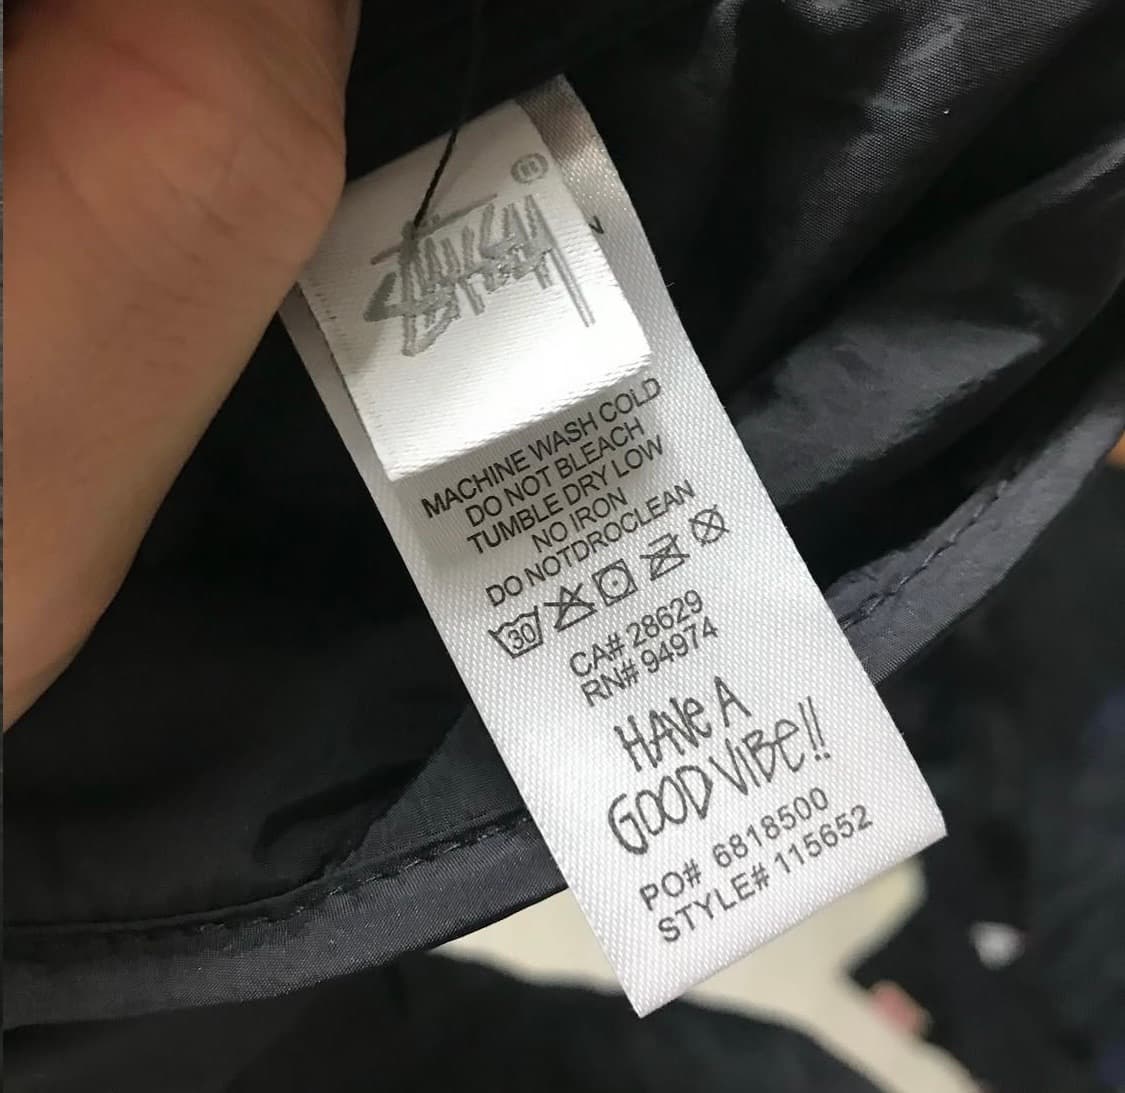 STÜSSY ®
N
MACHINE WASH COLD
DO NOT BLEACH
TUMBLE DRY LOW
NO IRON
DO NOTDROCLEAN
30
CA# 28629
RN# 94974
HAVE A
GOOD VIBE!!
PO# 6818500
STYLE# 115652